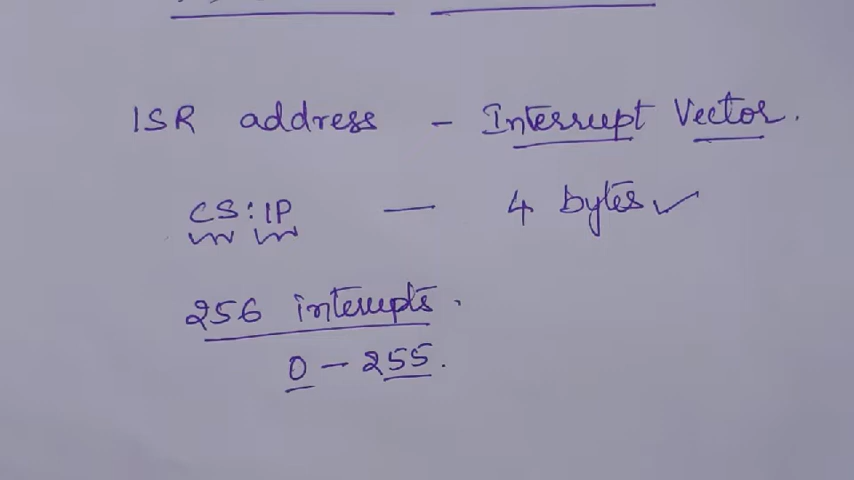 ISR address - Interrupt Vector.
CS:IP — 4 bytes ✓
256 interrupts.
0 - 255.